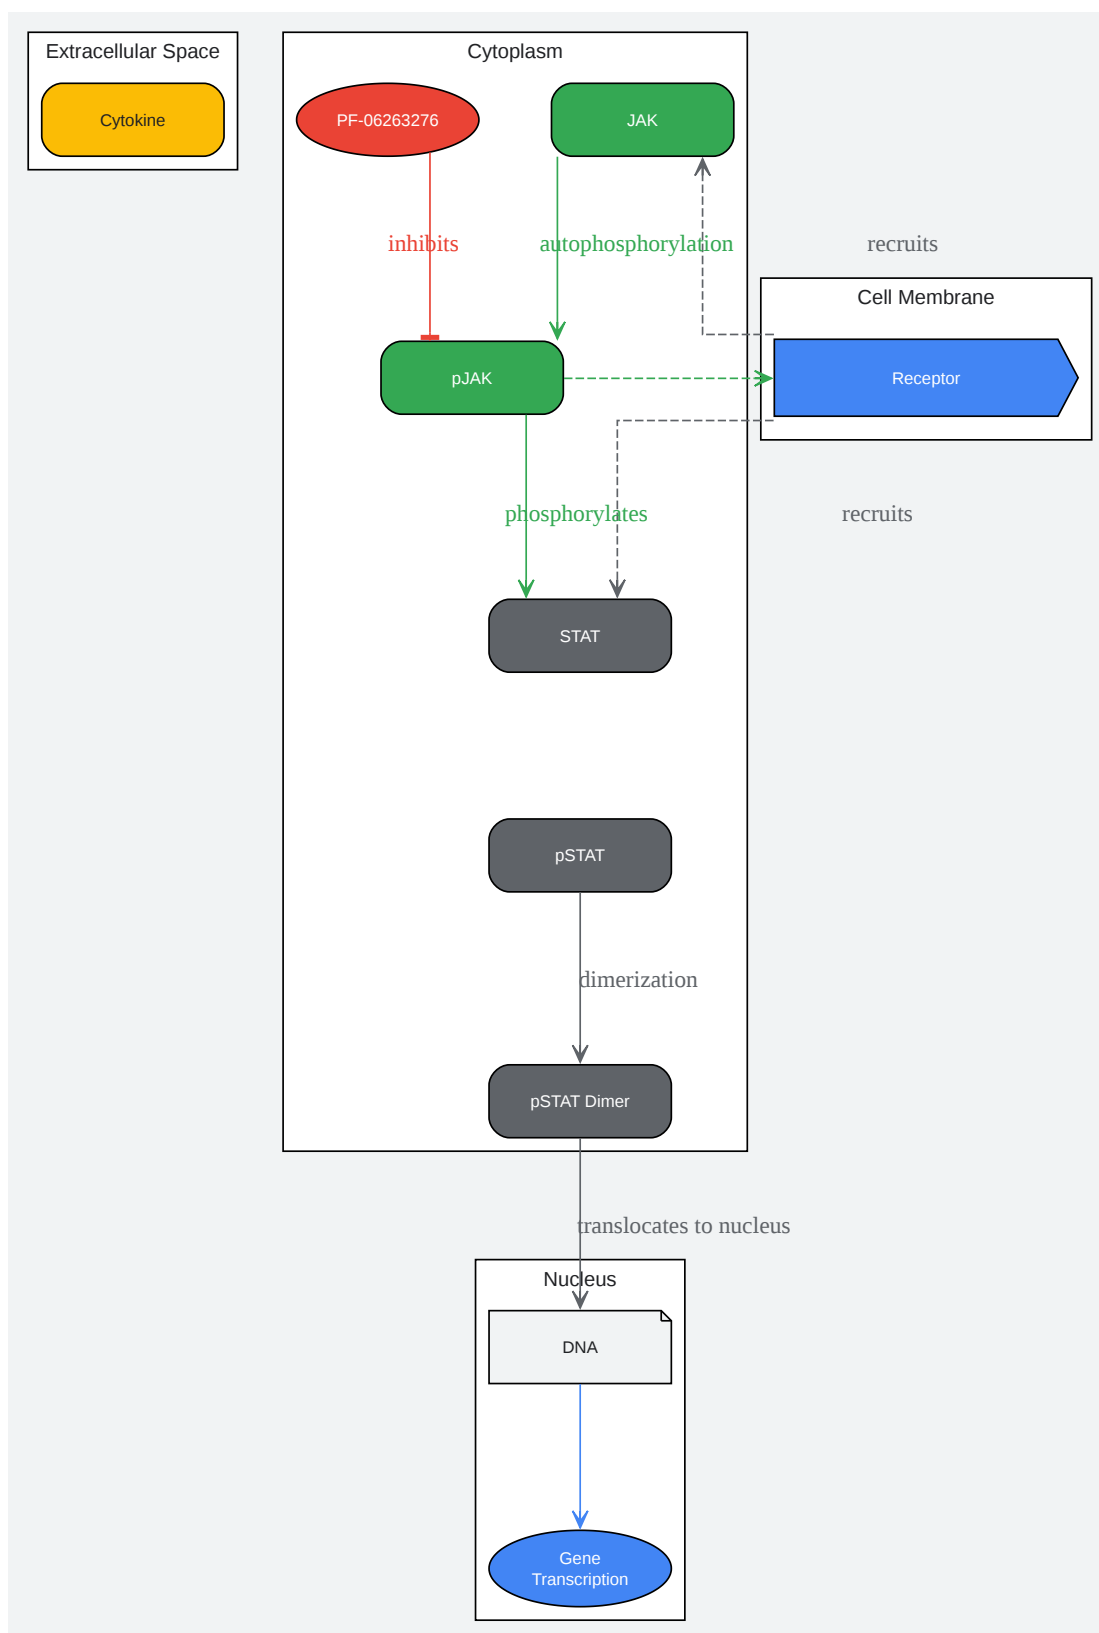 Extracellular Space
Cytoplasm
Cytokine
PF-06263276
JAK
inhibits
autophosphorylation
recruits
Cell Membrane
pJAK
Receptor
phosphorylates
recruits
STAT
pSTAT
dimerization
pSTAT Dimer
translocates to nucleus
Nucleus
DNA
Gene
Transcription